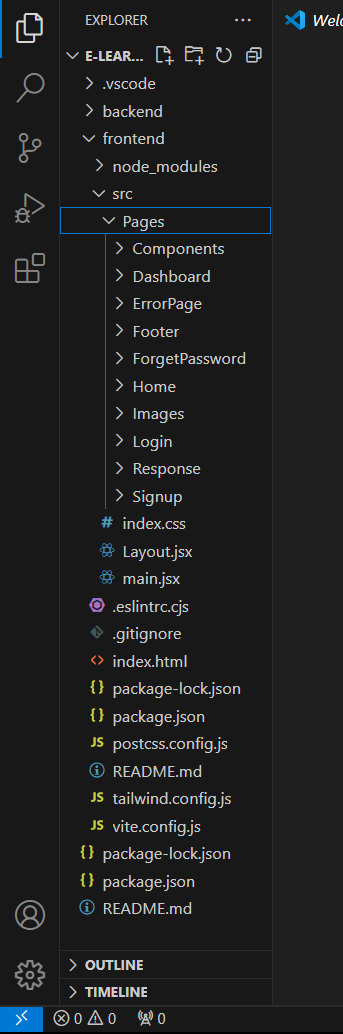 EXPLORER
Welc
E-LEAR...
.vscode
backend
frontend
node_modules
src
Pages
Components
Dashboard
ErrorPage
Footer
ForgetPassword
Home
Images
Login
Response
Signup
# index.css
Layout.jsx
main.jsx
.eslintrc.cjs
.gitignore
<> index.html
{ } package-lock.json
{ } package.json
JS postcss.config.js
README.md
JS tailwind.config.js
JS vite.config.js
{ } package-lock.json
{ } package.json
README.md
OUTLINE
TIMELINE
0 0 0